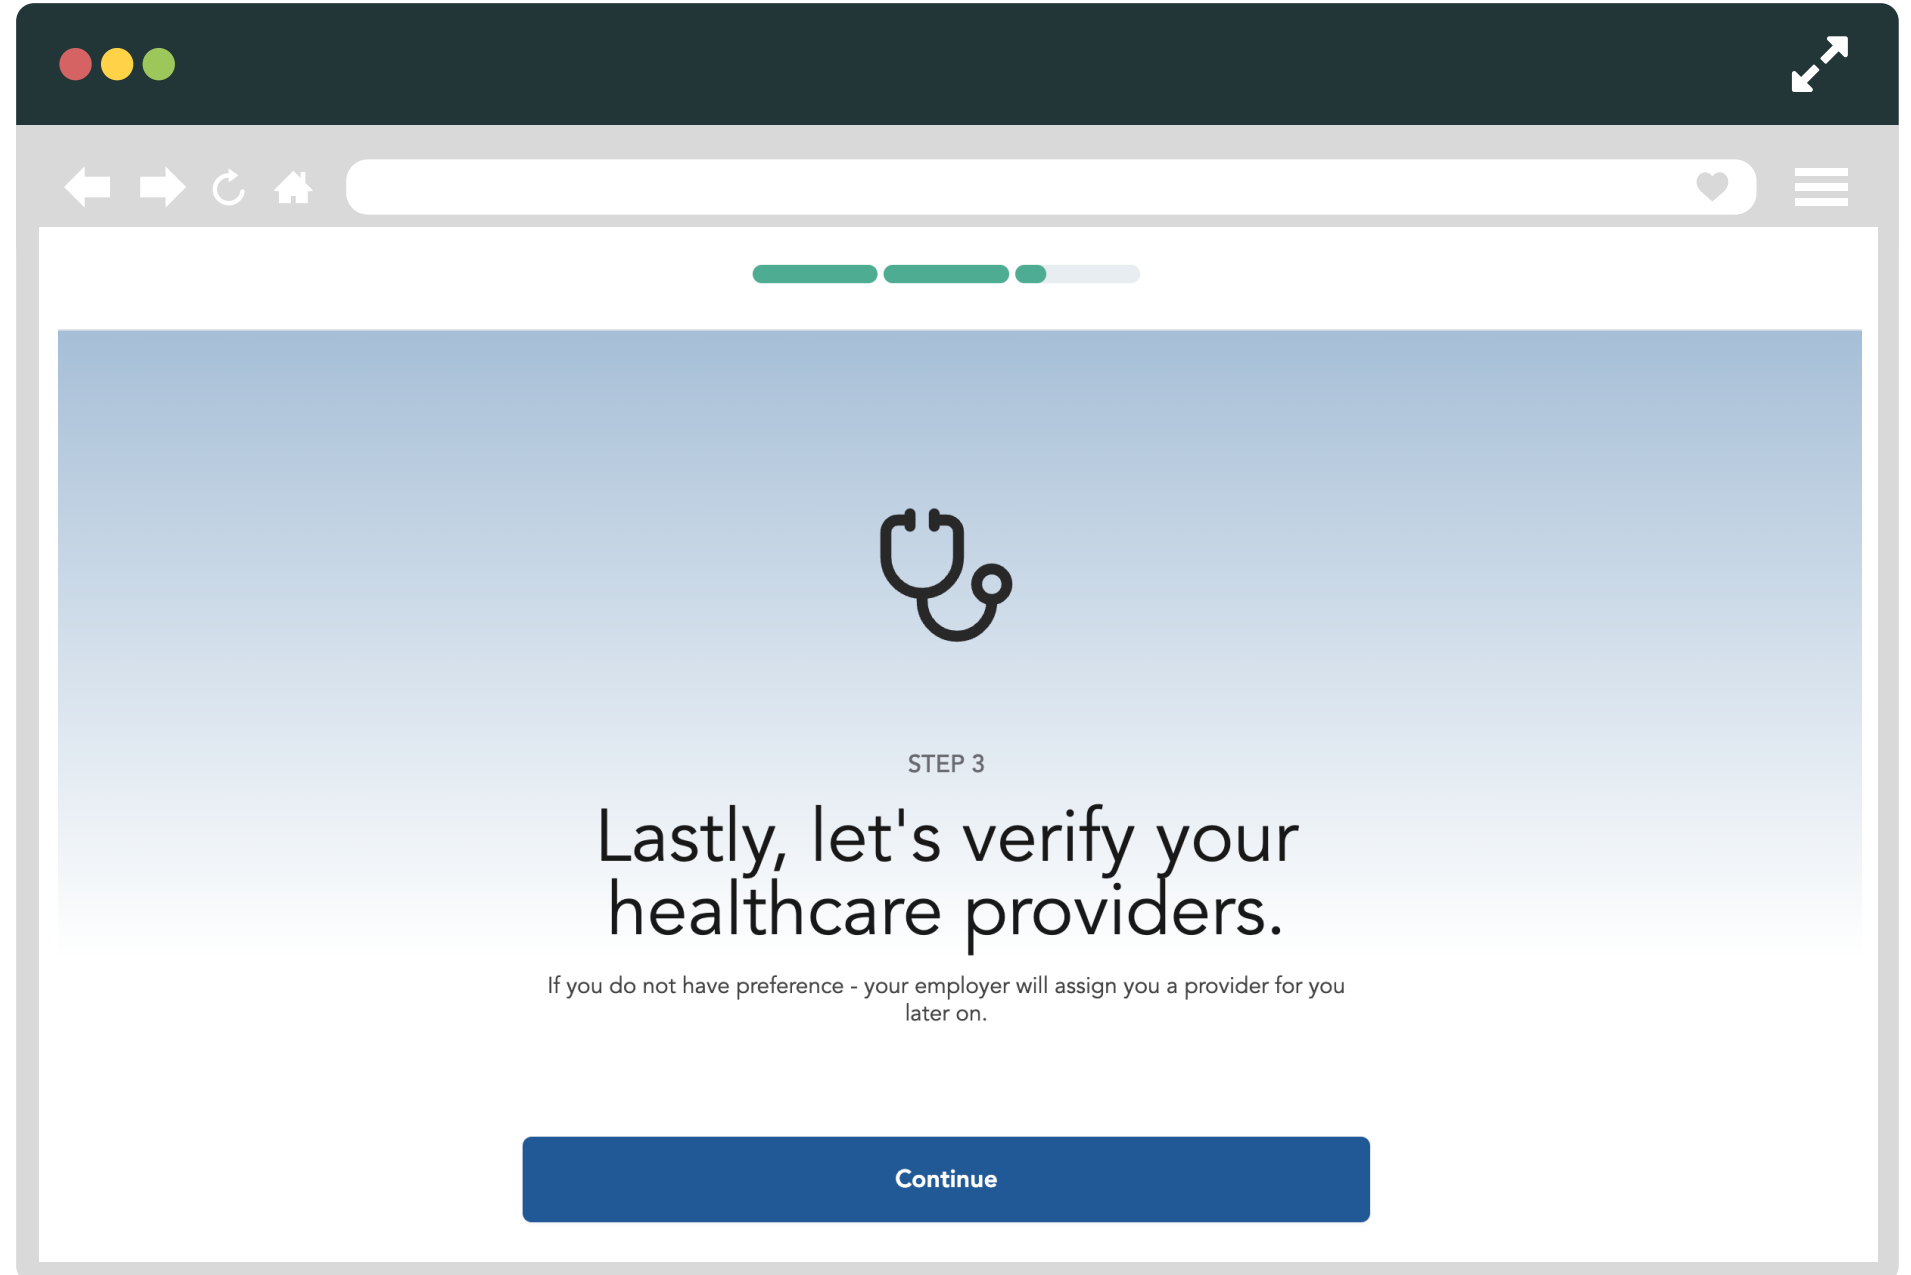 STEP 3
Lastly, let's verify your
healthcare providers.
If you do not have preference - your employer will assign you a provider for you
later on.
Continue